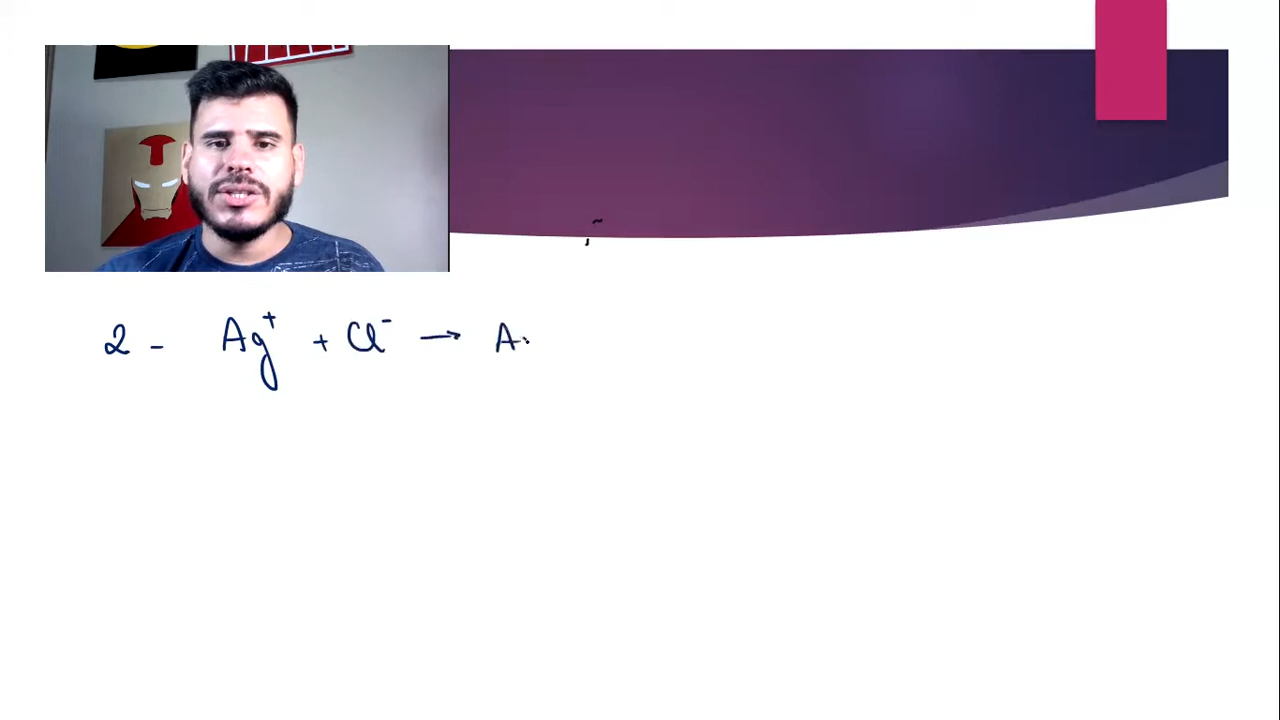 2 - Ag⁺ + Cl⁻ → A